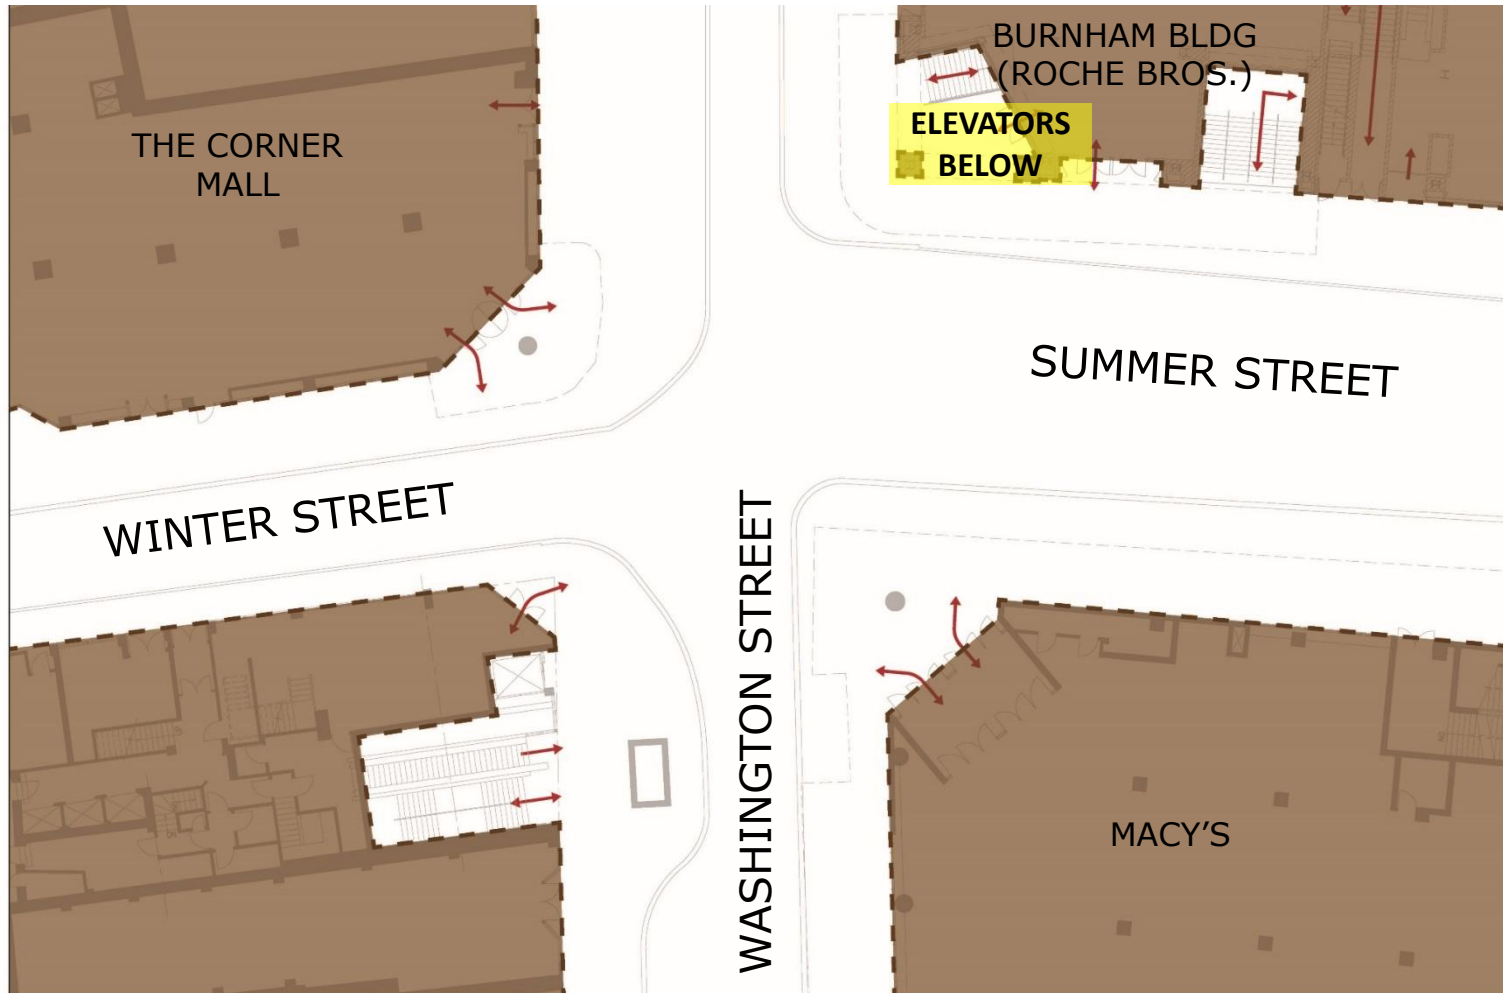 BURNHAM BLDG
(ROCHE BROS.)
ELEVATORS
BELOW
THE CORNER
MALL
SUMMER STREET
WINTER STREET
WASHINGTON STREET
MACY'S